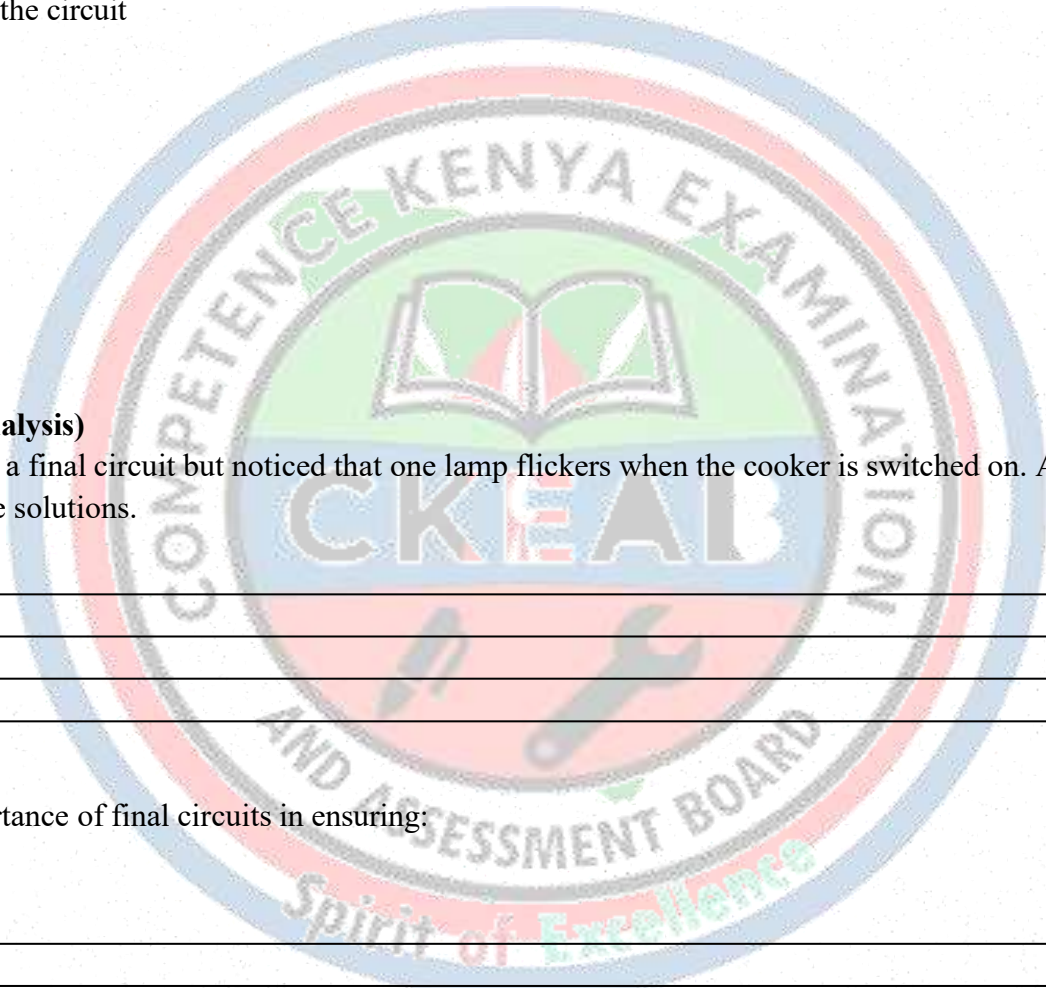 the circuit
COMPETENCE KENYA EXAMINATION
alysis)
a final circuit but noticed that one lamp flickers when the cooker is switched on. A
e solutions.
CKEAB
AND ASSESSMENT BOARD
rtance of final circuits in ensuring:
Spirit of Excellence